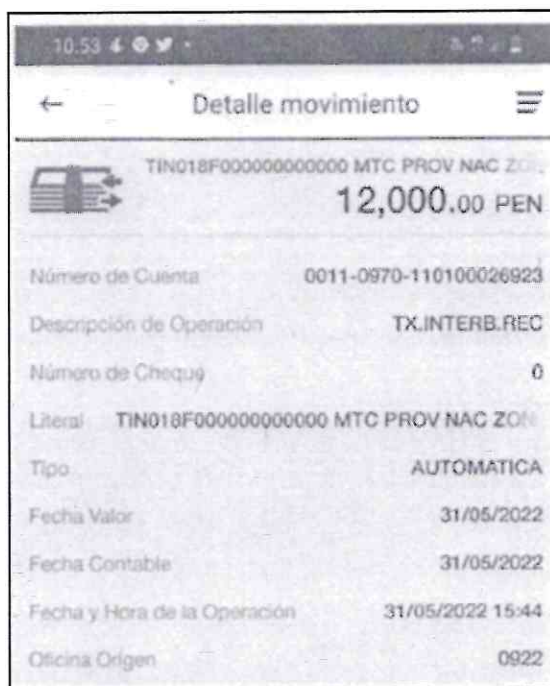 10:53
Detalle movimiento
TIN018F000000000000 MTC PROV NAC ZON
12,000.00 PEN
Número de Cuenta 0011-0970-110100026923
Descripción de Operación TX.INTERB.REC
Número de Cheque 0
Literal TIN018F000000000000 MTC PROV NAC ZON
Tipo AUTOMATICA
Fecha Valor 31/05/2022
Fecha Contable 31/05/2022
Fecha y Hora de la Operación 31/05/2022 15:44
Oficina Origen 0922